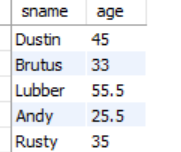 sname age
Dustin 45
Brutus 33
Lubber 55.5
Andy 25.5
Rusty 35